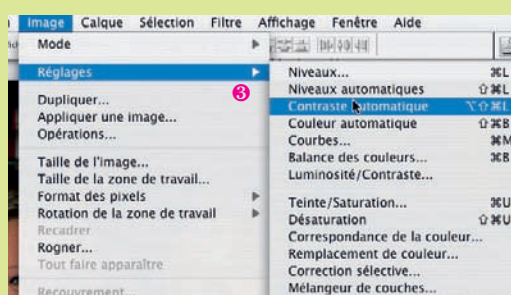 Image Calque Sélection Filtre Affichage Fenêtre Aide
Mode
Réglages
❸
Dupliquer...
Appliquer une image...
Opérations...
Taille de l'image...
Taille de la zone de travail...
Format des pixels
Rotation de la zone de travail
Recadrer
Rogner...
Tout faire apparaître
Recouvrement...
Niveaux... ⌘L
Niveaux automatiques ⇧⌘L
Contraste automatique ⌥⇧⌘L
Couleur automatique ⇧⌘B
Courbes... ⌘M
Balance des couleurs... ⌘B
Luminosité/Contraste...
Teinte/Saturation... ⌘U
Désaturation ⇧⌘U
Correspondance de la couleur...
Remplacement de couleur...
Correction sélective...
Mélangeur de couches...